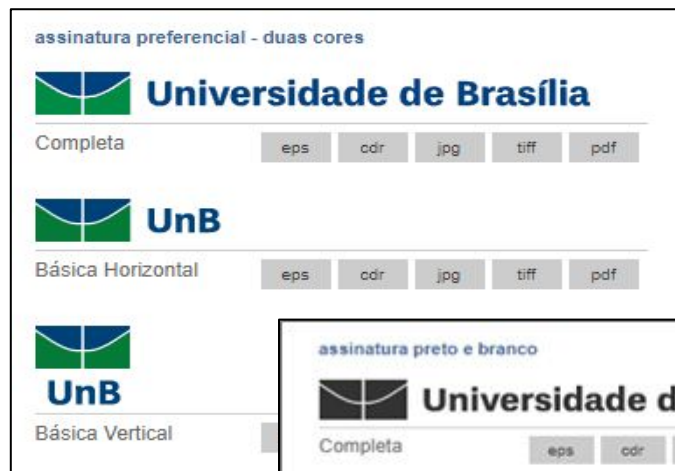 assinatura preferencial - duas cores
Universidade de Brasília
Completa eps cdr jpg tiff pdf
UnB
Básica Horizontal eps cdr jpg tiff pdf
UnB
Básica Vertical
assinatura preto e branco
Universidade d
Completa eps cdr